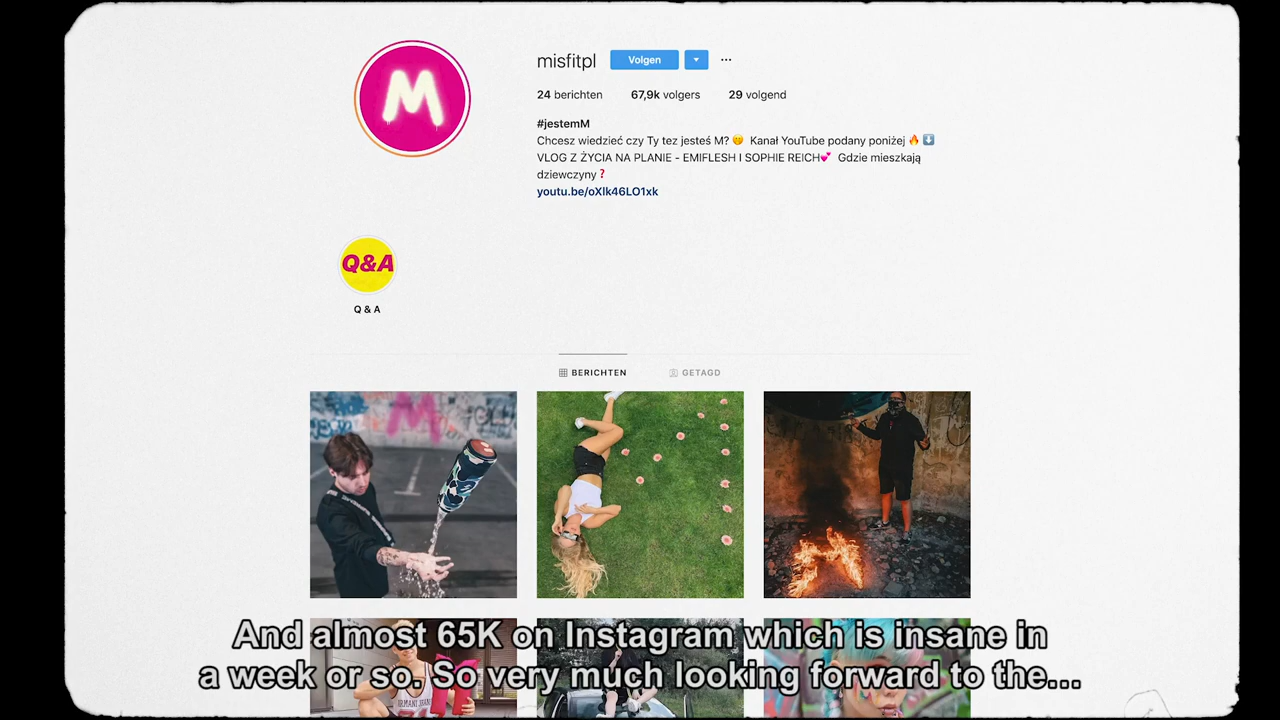 M
misfitpl Volgen ...
24 berichten 67,9k volgers 29 volgend
#jestemM
Chcesz wiedzieć czy Ty tez jesteś M? 🤭 Kanał YouTube podany poniżej 🔥 ⬇️
VLOG Z ŻYCIA NA PLANIE - EMIFLESH I SOPHIE REICH💕 Gdzie mieszkają
dziewczyny❓
youtu.be/oXlk46LO1xk
Q&A
Q & A
BERICHTEN GETAGD
M
And almost 65K on Instagram which is insane in
a week or so. So very much looking forward to the...